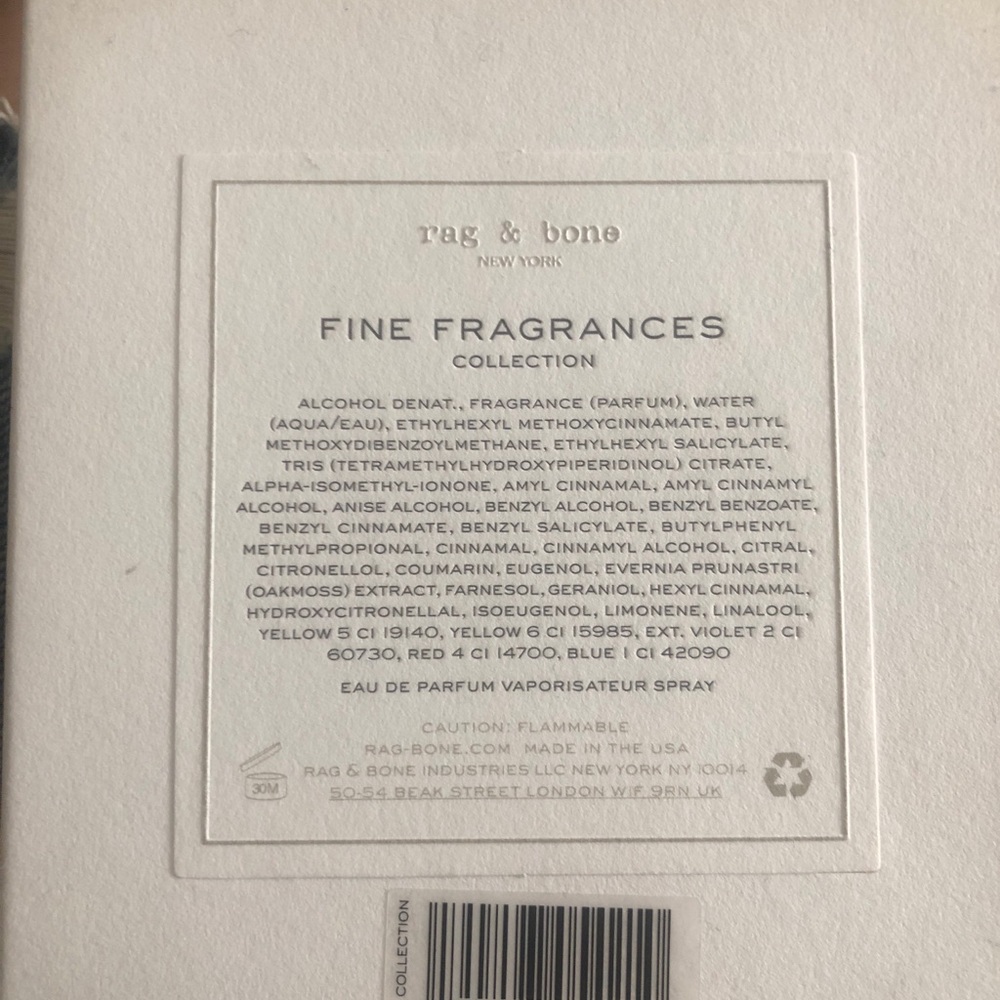 rag & bone
NEW YORK
FINE FRAGRANCES
COLLECTION
ALCOHOL DENAT., FRAGRANCE (PARFUM), WATER
(AQUA/EAU), ETHYLHEXYL METHOXYCINNAMATE, BUTYL
METHOXYDIBENZOYLMETHANE, ETHYLHEXYL SALICYLATE,
TRIS (TETRAMETHYLHYDROXYPIPERIDINOL) CITRATE,
ALPHA-ISOMETHYL-IONONE, AMYL CINNAMAL, AMYL CINNAMYL
ALCOHOL, ANISE ALCOHOL, BENZYL ALCOHOL, BENZYL BENZOATE,
BENZYL CINNAMATE, BENZYL SALICYLATE, BUTYLPHENYL
METHYLPROPIONAL, CINNAMAL, CINNAMYL ALCOHOL, CITRAL,
CITRONELLOL, COUMARIN, EUGENOL, EVERNIA PRUNASTRI
(OAKMOSS) EXTRACT, FARNESOL, GERANIOL, HEXYL CINNAMAL,
HYDROXYCITRONELLAL, ISOEUGENOL, LIMONENE, LINALOOL,
YELLOW 5 CI 19140, YELLOW 6 CI 15985, EXT. VIOLET 2 CI
60730, RED 4 CI 14700, BLUE 1 CI 42090
EAU DE PARFUM VAPORISATEUR SPRAY
CAUTION: FLAMMABLE
RAG-BONE.COM MADE IN THE USA
RAG & BONE INDUSTRIES LLC NEW YORK NY 10014
50-54 BEAK STREET LONDON W1F 9RN UK
30M
COLLECTION